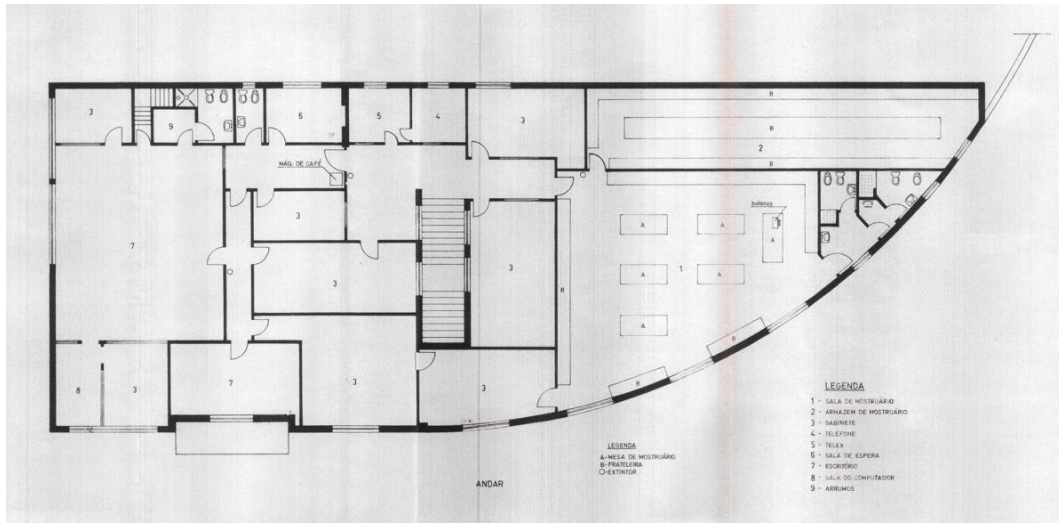 B
3
9
6
5
4
3
B
2
MÁQ. DE CAFÉ
B
3
A
A
A
7
3
3
1
A
A
B
A
B
8
3
7
3
3
B
LEGENDA
1 - SALA DE MOSTRUÁRIO
2 - ARMAZEM DE MOSTRUÁRIO
3 - GABINETE
4 - TELEFONE
5 - TELEX
6 - SALA DE ESPERA
7 - ESCRITÓRIO
8 - SALA DO COMPUTADOR
9 - ARRUMOS
LEGENDA
A-MESA DE MOSTRUÁRIO
B-PRATELEIRA
O-EXTINTOR
ANDAR